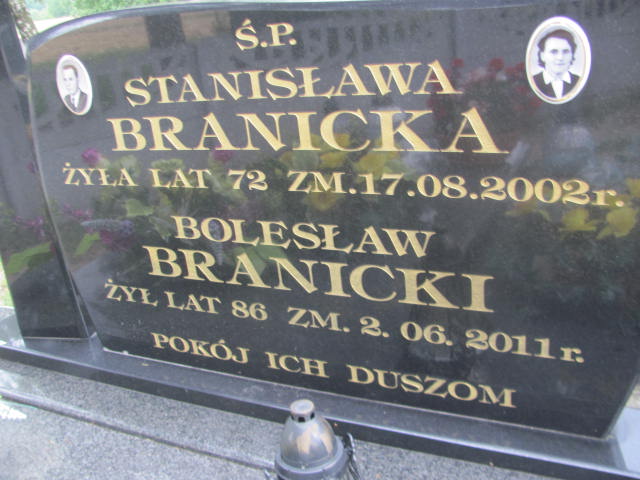 Ś.P.
STANISŁAWA
BRANICKA
ŻYŁA LAT 72 ZM.17.08.2002r.
BOLESŁAW
BRANICKI
ŻYŁ LAT 86 ZM. 2. 06. 2011r.
POKÓJ ICH DUSZOM